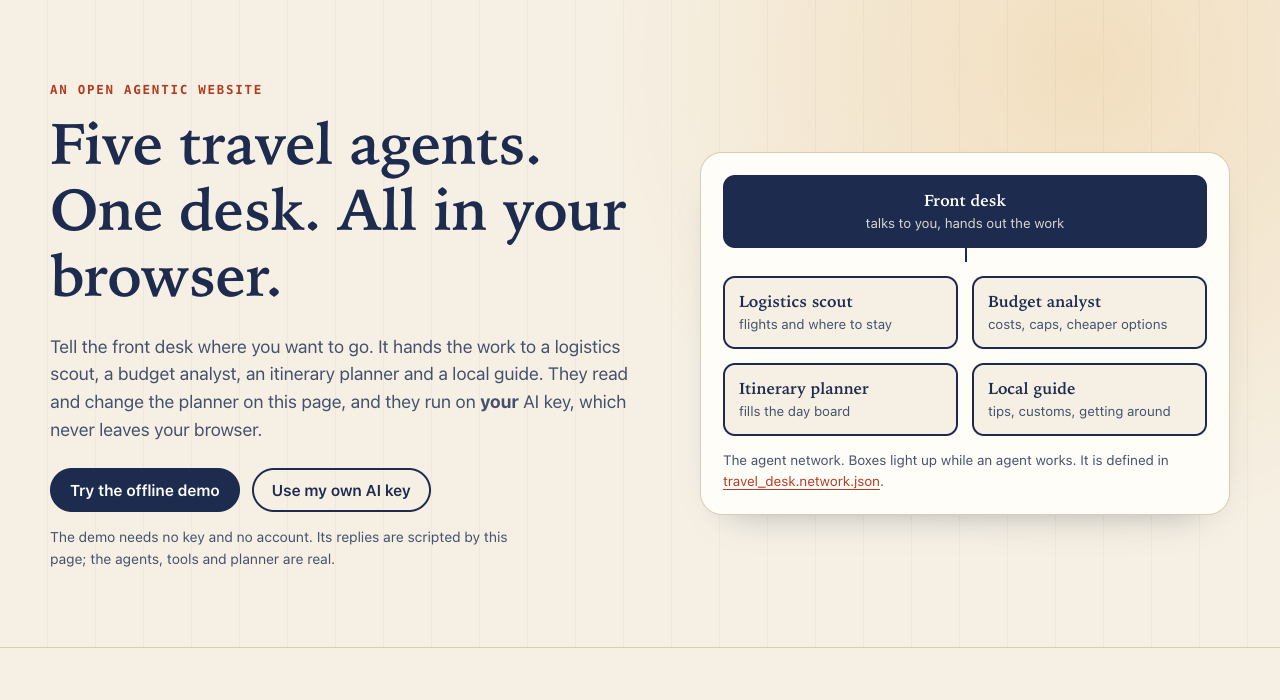 AN OPEN AGENTIC WEBSITE
Five travel agents.
One desk. All in your
browser.
Tell the front desk where you want to go. It hands the work to a logistics
scout, a budget analyst, an itinerary planner and a local guide. They read
and change the planner on this page, and they run on your AI key, which
never leaves your browser.
Try the offline demo
Use my own AI key
The demo needs no key and no account. Its replies are scripted by this
page; the agents, tools and planner are real.
Front desk
talks to you, hands out the work
Logistics scout
flights and where to stay
Budget analyst
costs, caps, cheaper options
Itinerary planner
fills the day board
Local guide
tips, customs, getting around
The agent network. Boxes light up while an agent works. It is defined in
travel_desk.network.json.